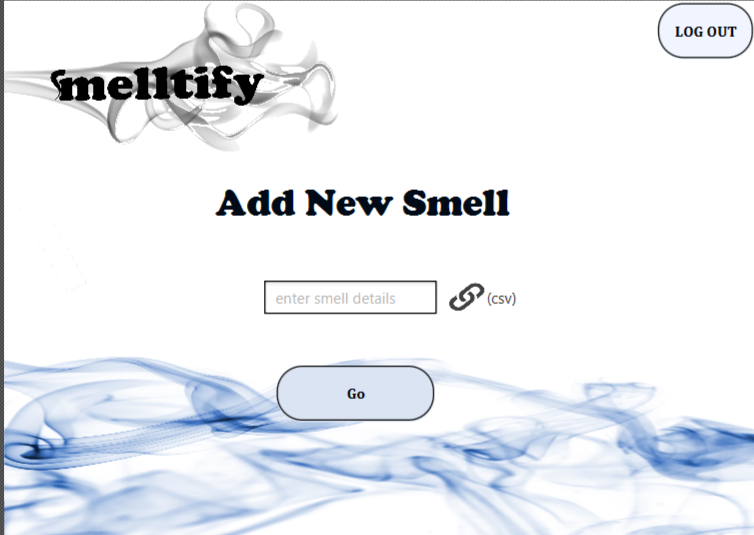 LOG OUT
Smelltify
Add New Smell
enter smell details
(csv)
Go